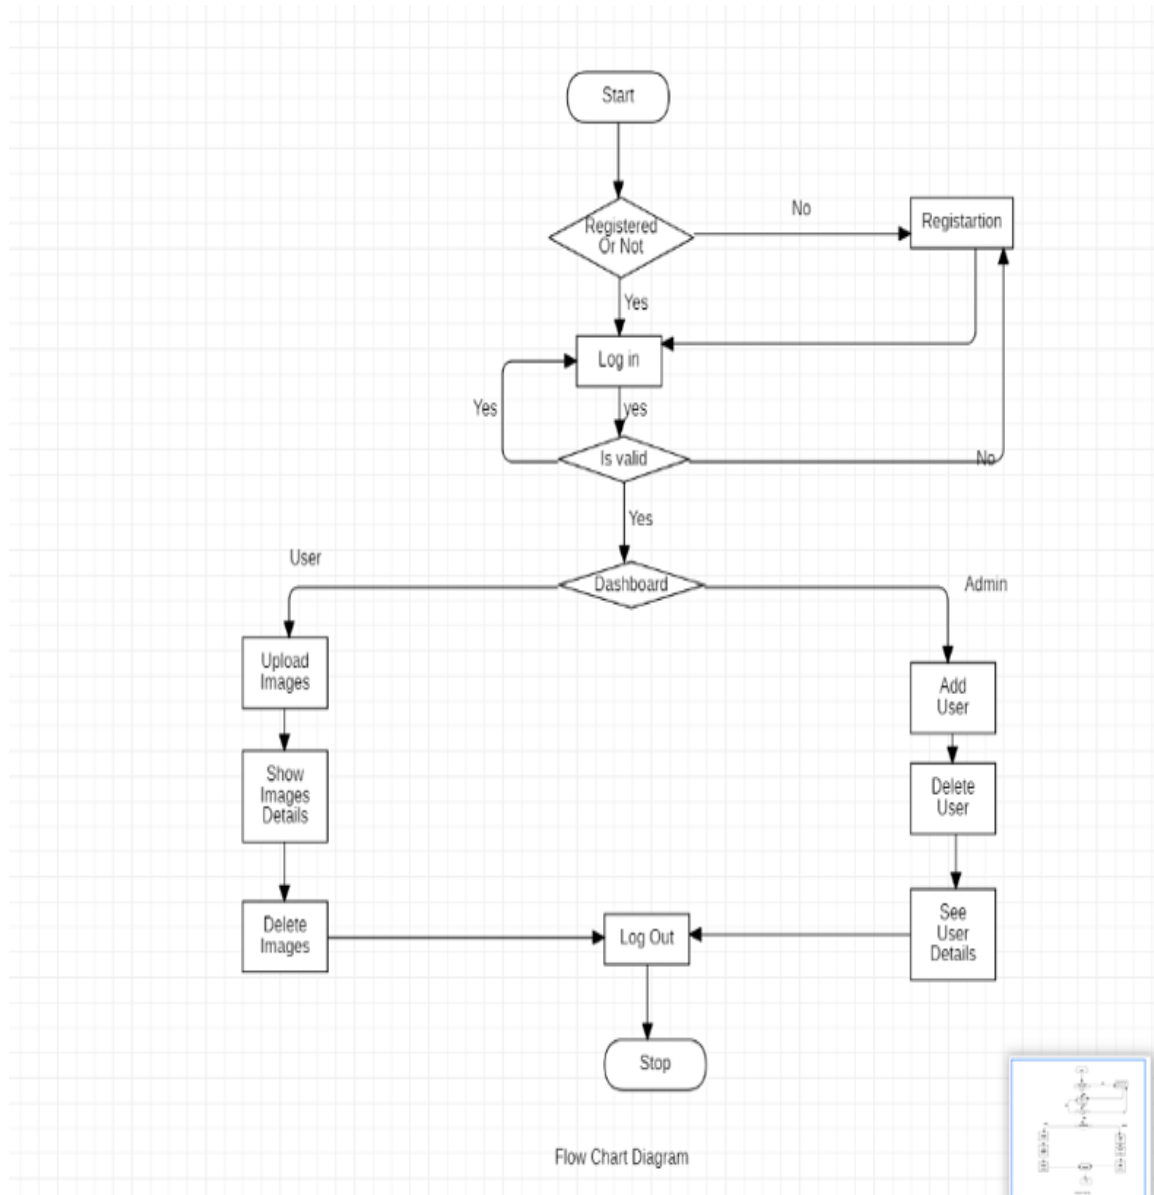 Start
Registered
Or Not
No
Registartion
Yes
Log in
Yes
yes
Is valid
No
Yes
User
Dashboard
Admin
Upload
Images
Add
User
Show
Images
Details
Delete
User
Delete
Images
Log Out
See
User
Details
Stop
Flow Chart Diagram